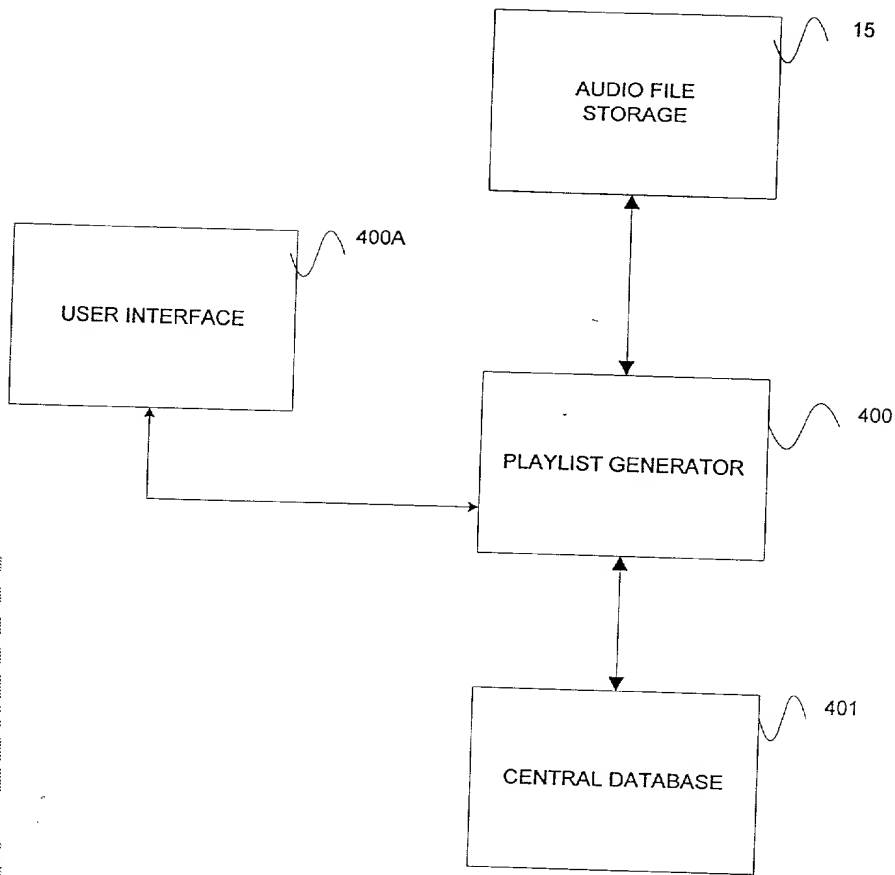 15
AUDIO FILE
STORAGE
400A
USER INTERFACE
400
PLAYLIST GENERATOR
401
CENTRAL DATABASE